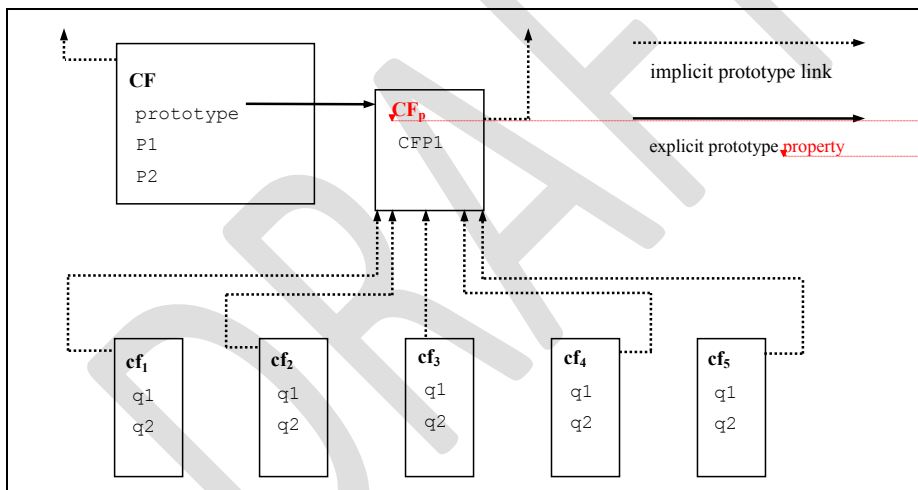 CF
prototype
P1
P2
CFp
CFP1
implicit prototype link
explicit prototype property
cf1
q1
q2
cf2
q1
q2
cf3
q1
q2
cf4
q1
q2
cf5
q1
q2
DRAFT